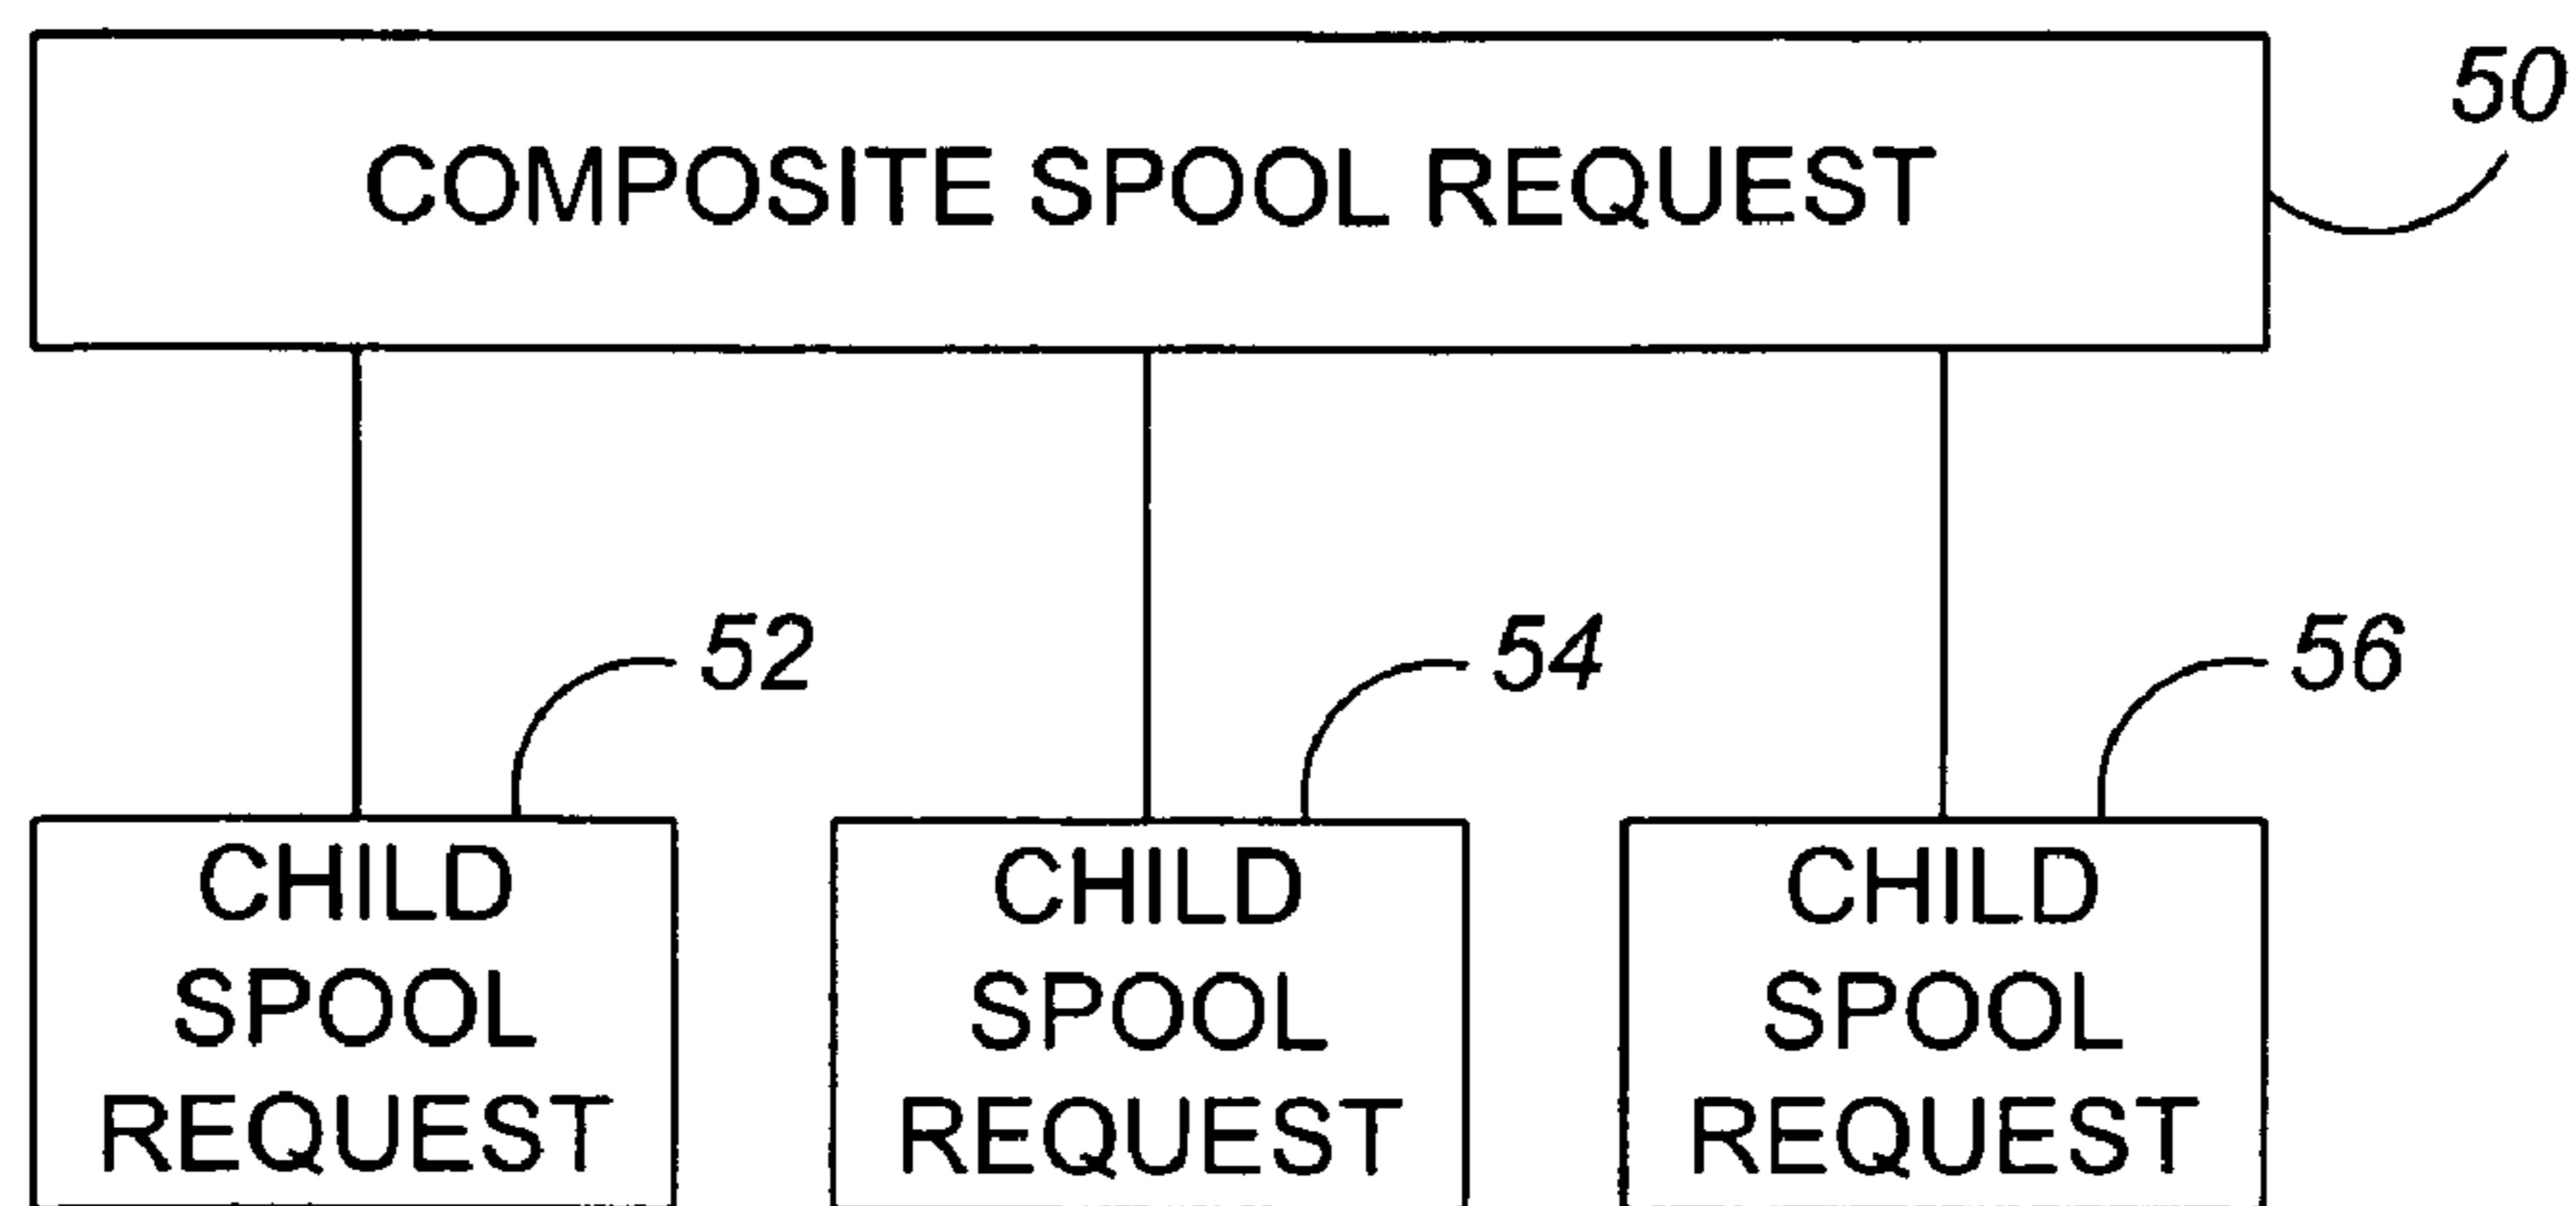 50
COMPOSITE SPOOL REQUEST
52
54
56
CHILD
SPOOL
REQUEST
CHILD
SPOOL
REQUEST
CHILD
SPOOL
REQUEST